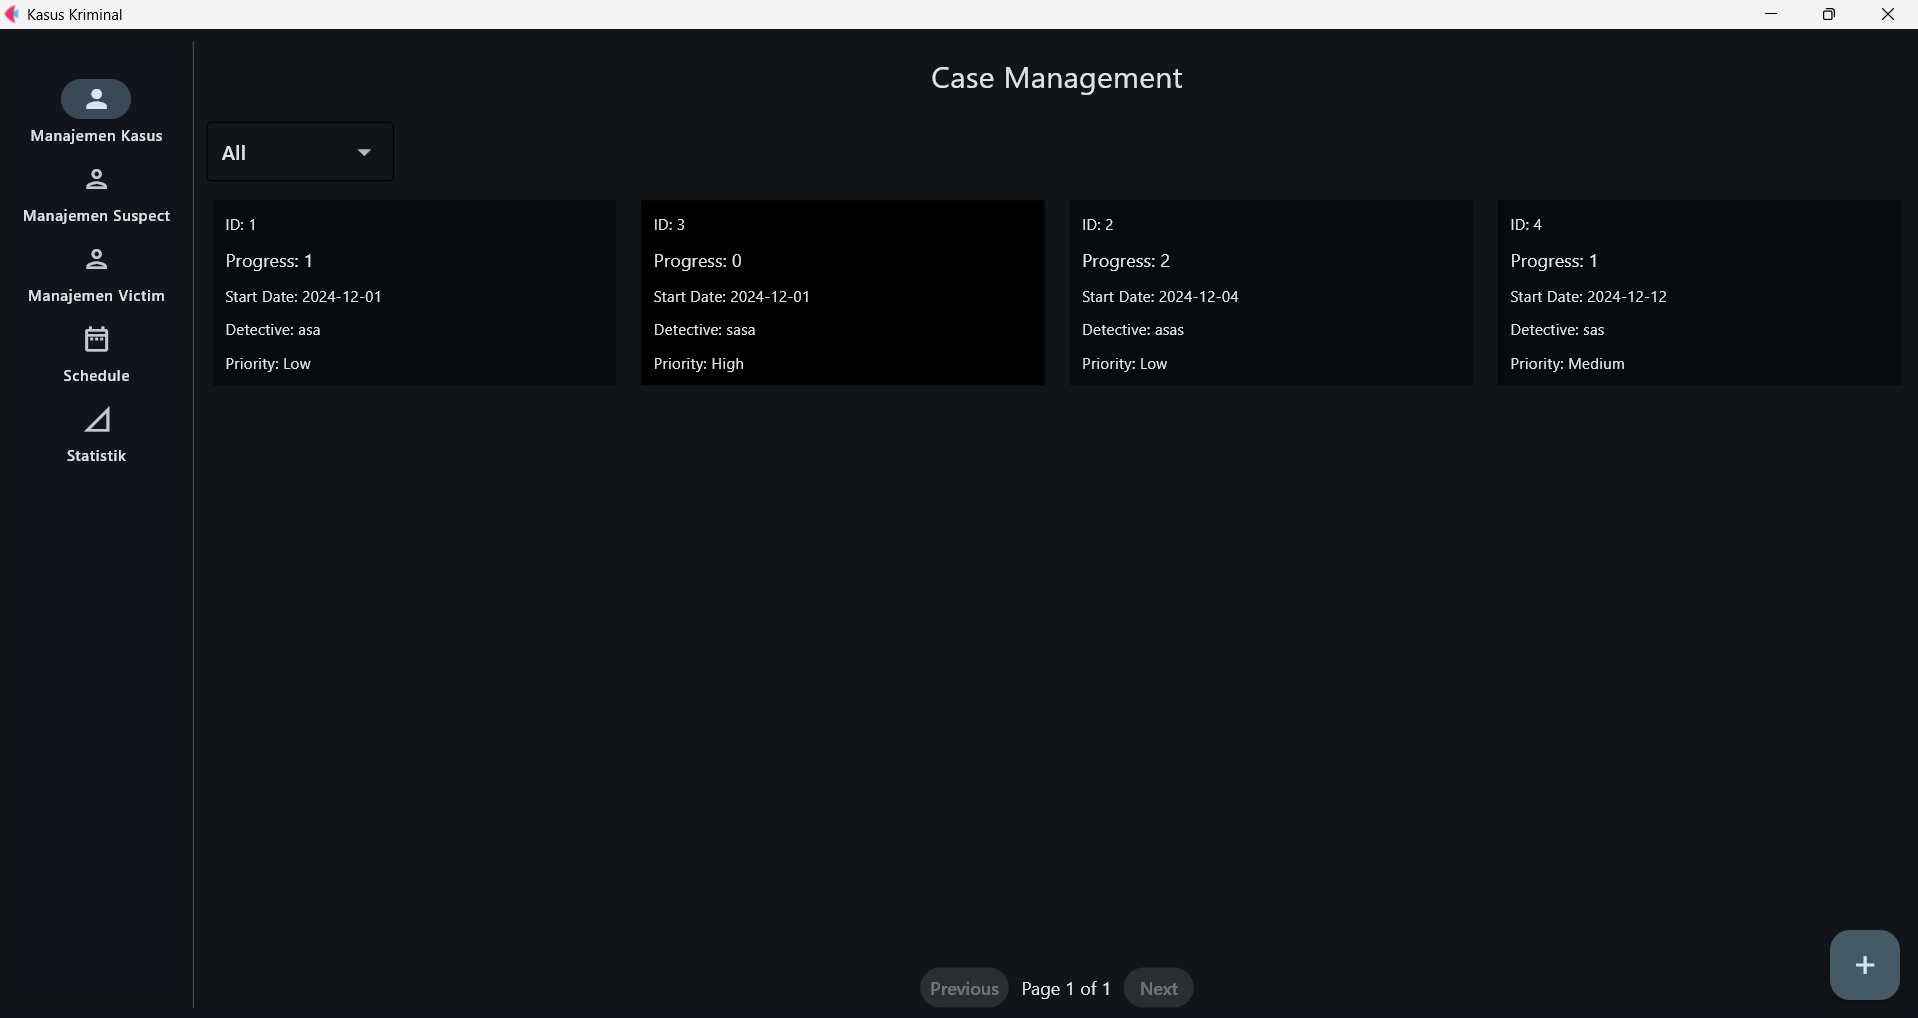 Kasus Kriminal
Manajemen Kasus
Manajemen Suspect
Manajemen Victim
Schedule
Statistik
Case Management
All
ID: 1
Progress: 1
Start Date: 2024-12-01
Detective: asa
Priority: Low
ID: 3
Progress: 0
Start Date: 2024-12-01
Detective: sasa
Priority: High
ID: 2
Progress: 2
Start Date: 2024-12-04
Detective: asas
Priority: Low
ID: 4
Progress: 1
Start Date: 2024-12-12
Detective: sas
Priority: Medium
Previous Page 1 of 1 Next